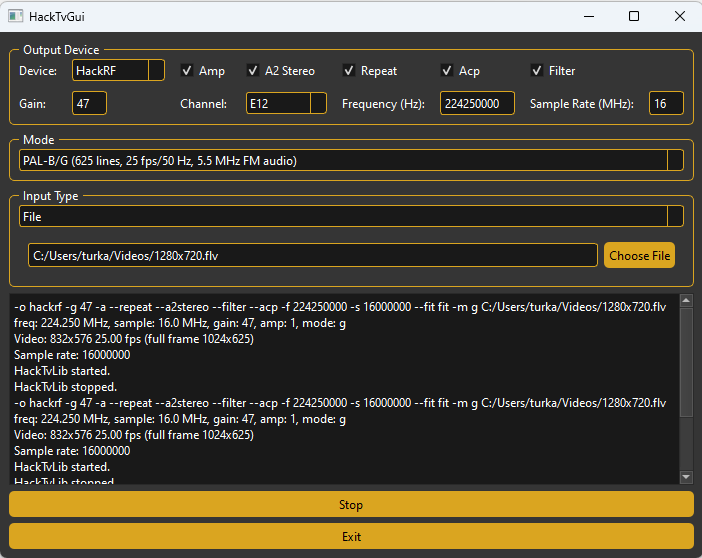 HackTvGui
Output Device
Device: HackRF Amp A2 Stereo Repeat Acp Filter
Gain: 47 Channel: E12 Frequency (Hz): 224250000 Sample Rate (MHz): 16
Mode
PAL-B/G (625 lines, 25 fps/50 Hz, 5.5 MHz FM audio)
Input Type
File
C:/Users/turka/Videos/1280x720.flv Choose File
-o hackrf -g 47 -a --repeat --a2stereo --filter --acp -f 224250000 -s 16000000 --fit fit -m g C:/Users/turka/Videos/1280x720.flv
freq: 224.250 MHz, sample: 16.0 MHz, gain: 47, amp: 1, mode: g
Video: 832x576 25.00 fps (full frame 1024x625)
Sample rate: 16000000
HackTvLib started.
HackTvLib stopped.
-o hackrf -g 47 -a --repeat --a2stereo --filter --acp -f 224250000 -s 16000000 --fit fit -m g C:/Users/turka/Videos/1280x720.flv
freq: 224.250 MHz, sample: 16.0 MHz, gain: 47, amp: 1, mode: g
Video: 832x576 25.00 fps (full frame 1024x625)
Sample rate: 16000000
HackTvLib started.
HackTvLib stopped.
Stop
Exit